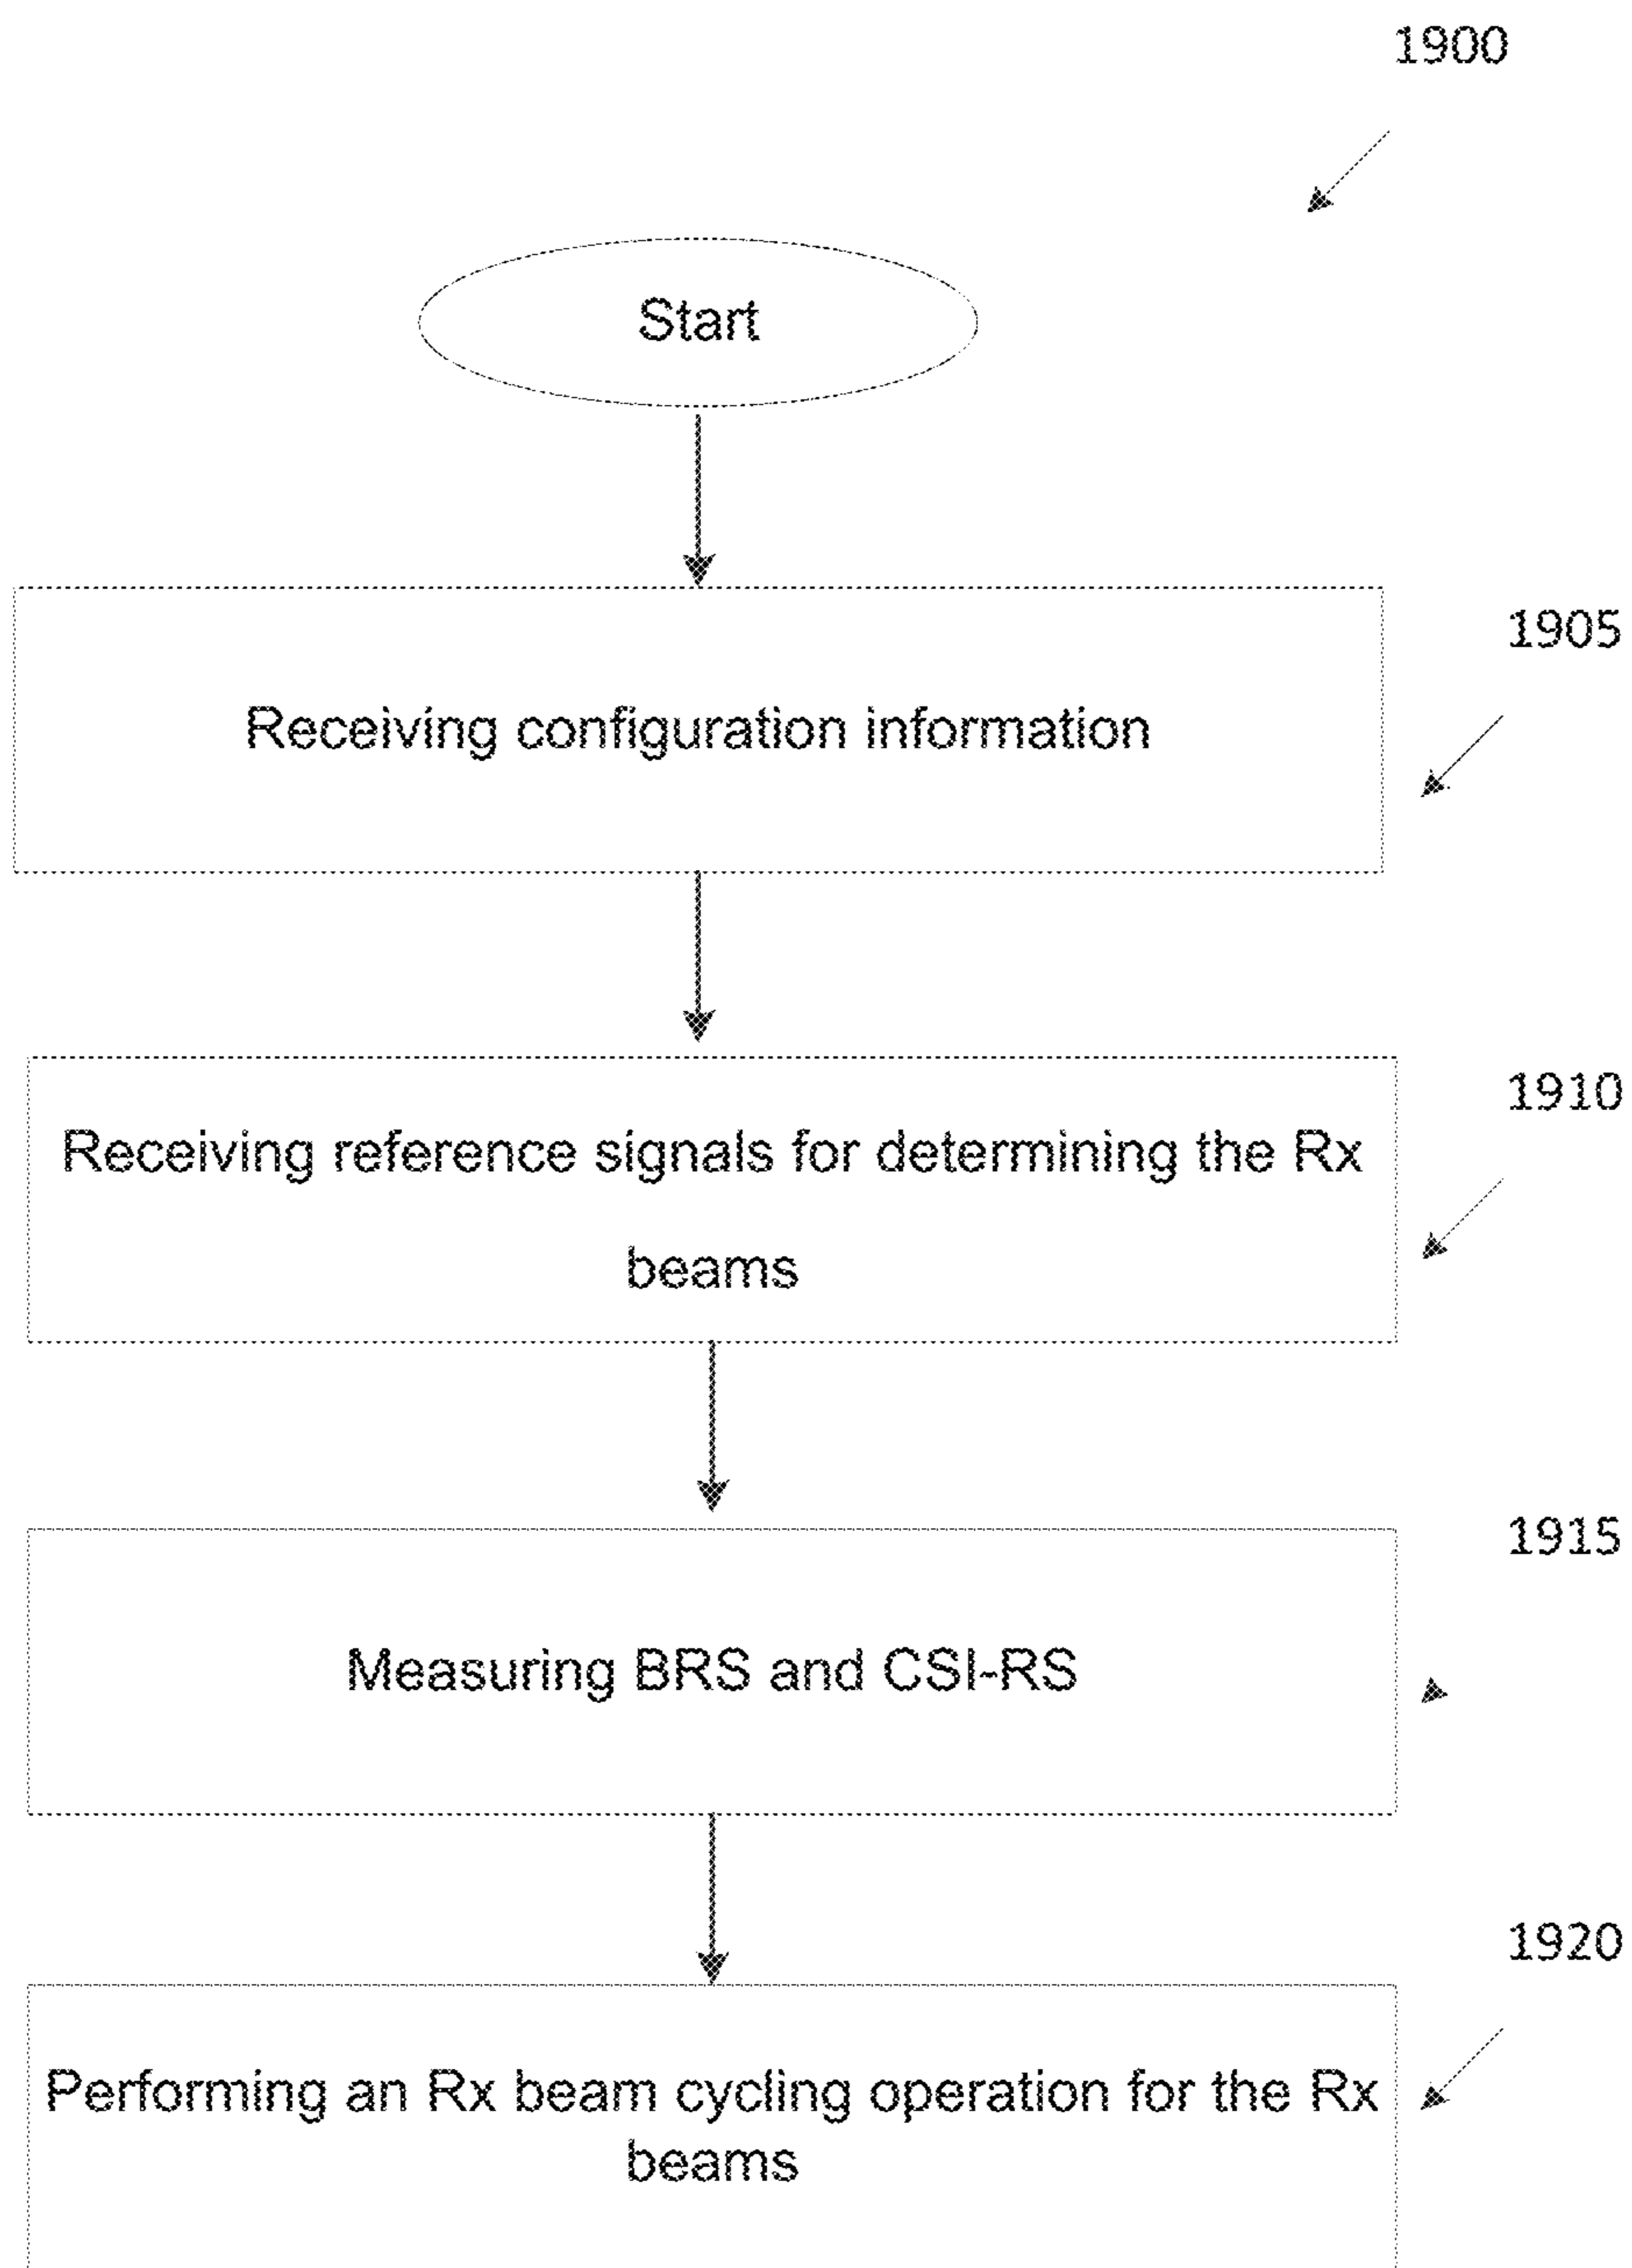 1900
Start
1905
Receiving configuration information
1910
Receiving reference signals for determining the Rx
beams
1915
Measuring BRS and CSI-RS
1920
Performing an Rx beam cycling operation for the Rx
beams